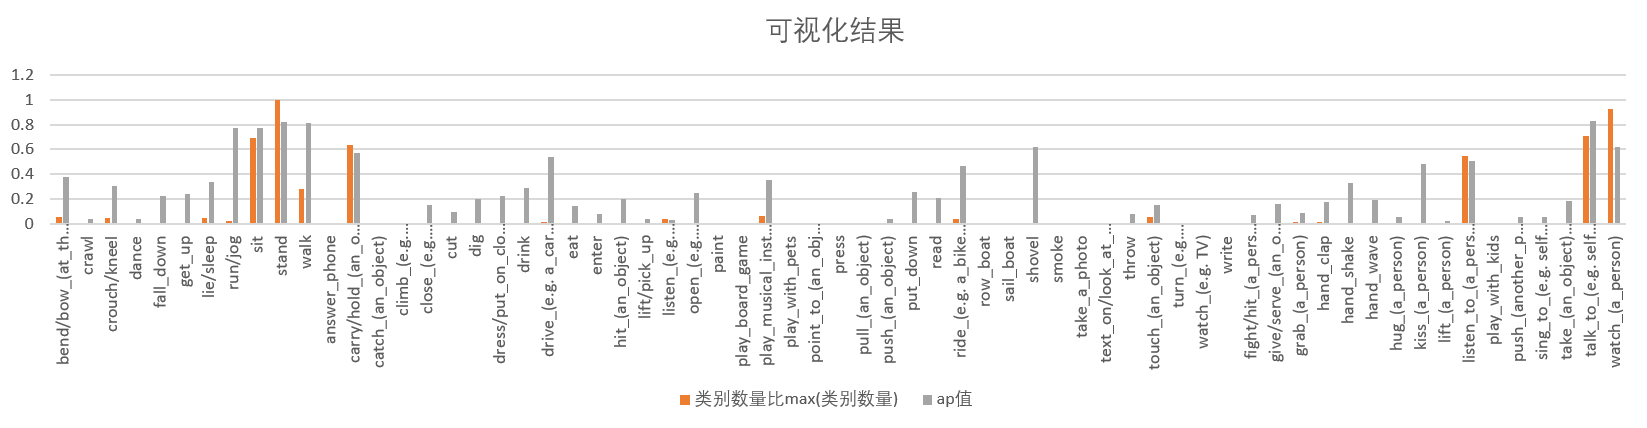 可视化结果
1.2
1
0.8
0.6
0.4
0.2
0
bend/bow_(at_th...
crawl
crouch/kneel
dance
fall_down
get_up
lie/sleep
run/jog
sit
stand
walk
answer_phone
carry/hold_(an_o...
catch_(an_object)
climb_(e.g....
close_(e.g....
cut
dig
dress/put_on_clo...
drink
drive_(e.g. a_car...
eat
enter
hit_(an_object)
lift/pick_up
listen_(e.g....
open_(e.g....
paint
play_board_game
play_musical_inst...
play_with_pets
point_to_(an_obj...
press
pull_(an_object)
push_(an_object)
put_down
read
ride_(e.g. a_bike...
row_boat
sail_boat
shovel
smoke
take_a_photo
text_on/look_at_...
throw
touch_(an_object)
turn_(e.g....
watch_(e.g. TV)
write
fight/hit_(a_pers...
give/serve_(an_o...
grab_(a_person)
hand_clap
hand_shake
hand_wave
hug_(a_person)
kiss_(a_person)
lift_(a_person)
listen_to_(a_pers...
play_with_kids
push_(another_p...
sing_to_(e.g. self...
take_(an_object)...
talk_to_(e.g. self...
watch_(a_person)
类别数量比max(类别数量) ap值